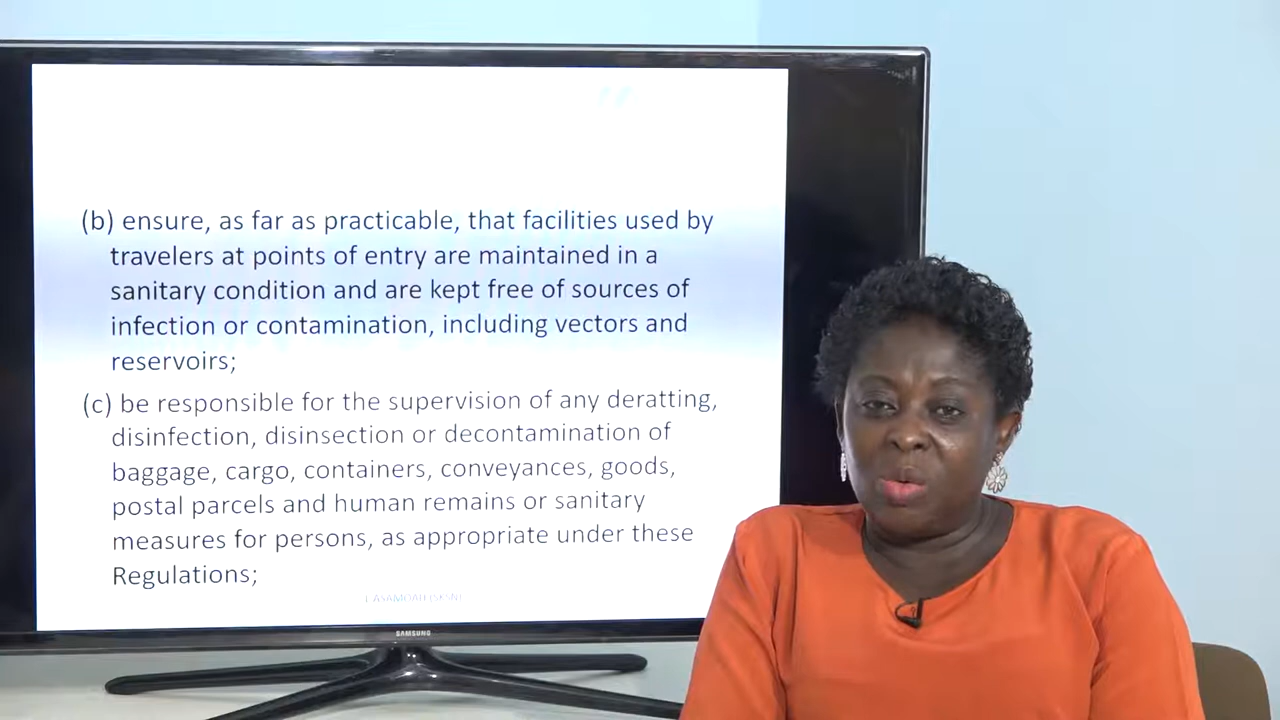 (b) ensure, as far as practicable, that facilities used by
travelers at points of entry are maintained in a
sanitary condition and are kept free of sources of
infection or contamination, including vectors and
reservoirs;
(c) be responsible for the supervision of any deratting,
disinfection, disinsection or decontamination of
baggage, cargo, containers, conveyances, goods,
postal parcels and human remains or sanitary
measures for persons, as appropriate under these
Regulations;
SAMSUNG